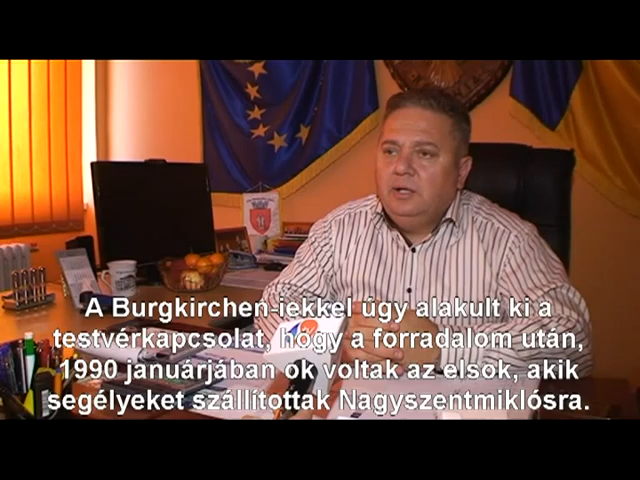 A Burgkirchen-iekkel úgy alakult ki a
testvérkapcsolat, hogy a forradalom után,
1990 januárjában ok voltak az elsok, akik
segélyeket szállítottak Nagyszentmiklósra.